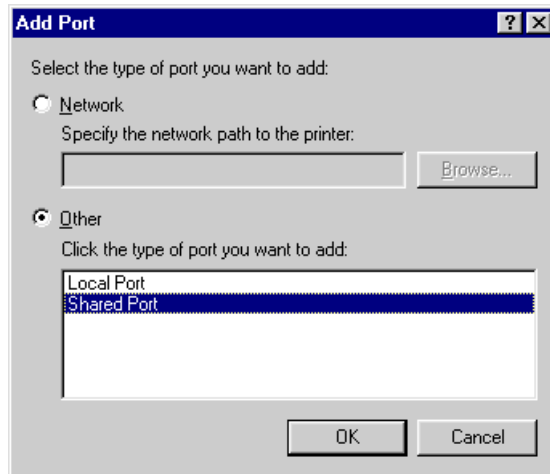 Add Port
Select the type of port you want to add:
Network
Specify the network path to the printer:
Browse...
Other
Click the type of port you want to add:
Local Port
Shared Port
OK Cancel